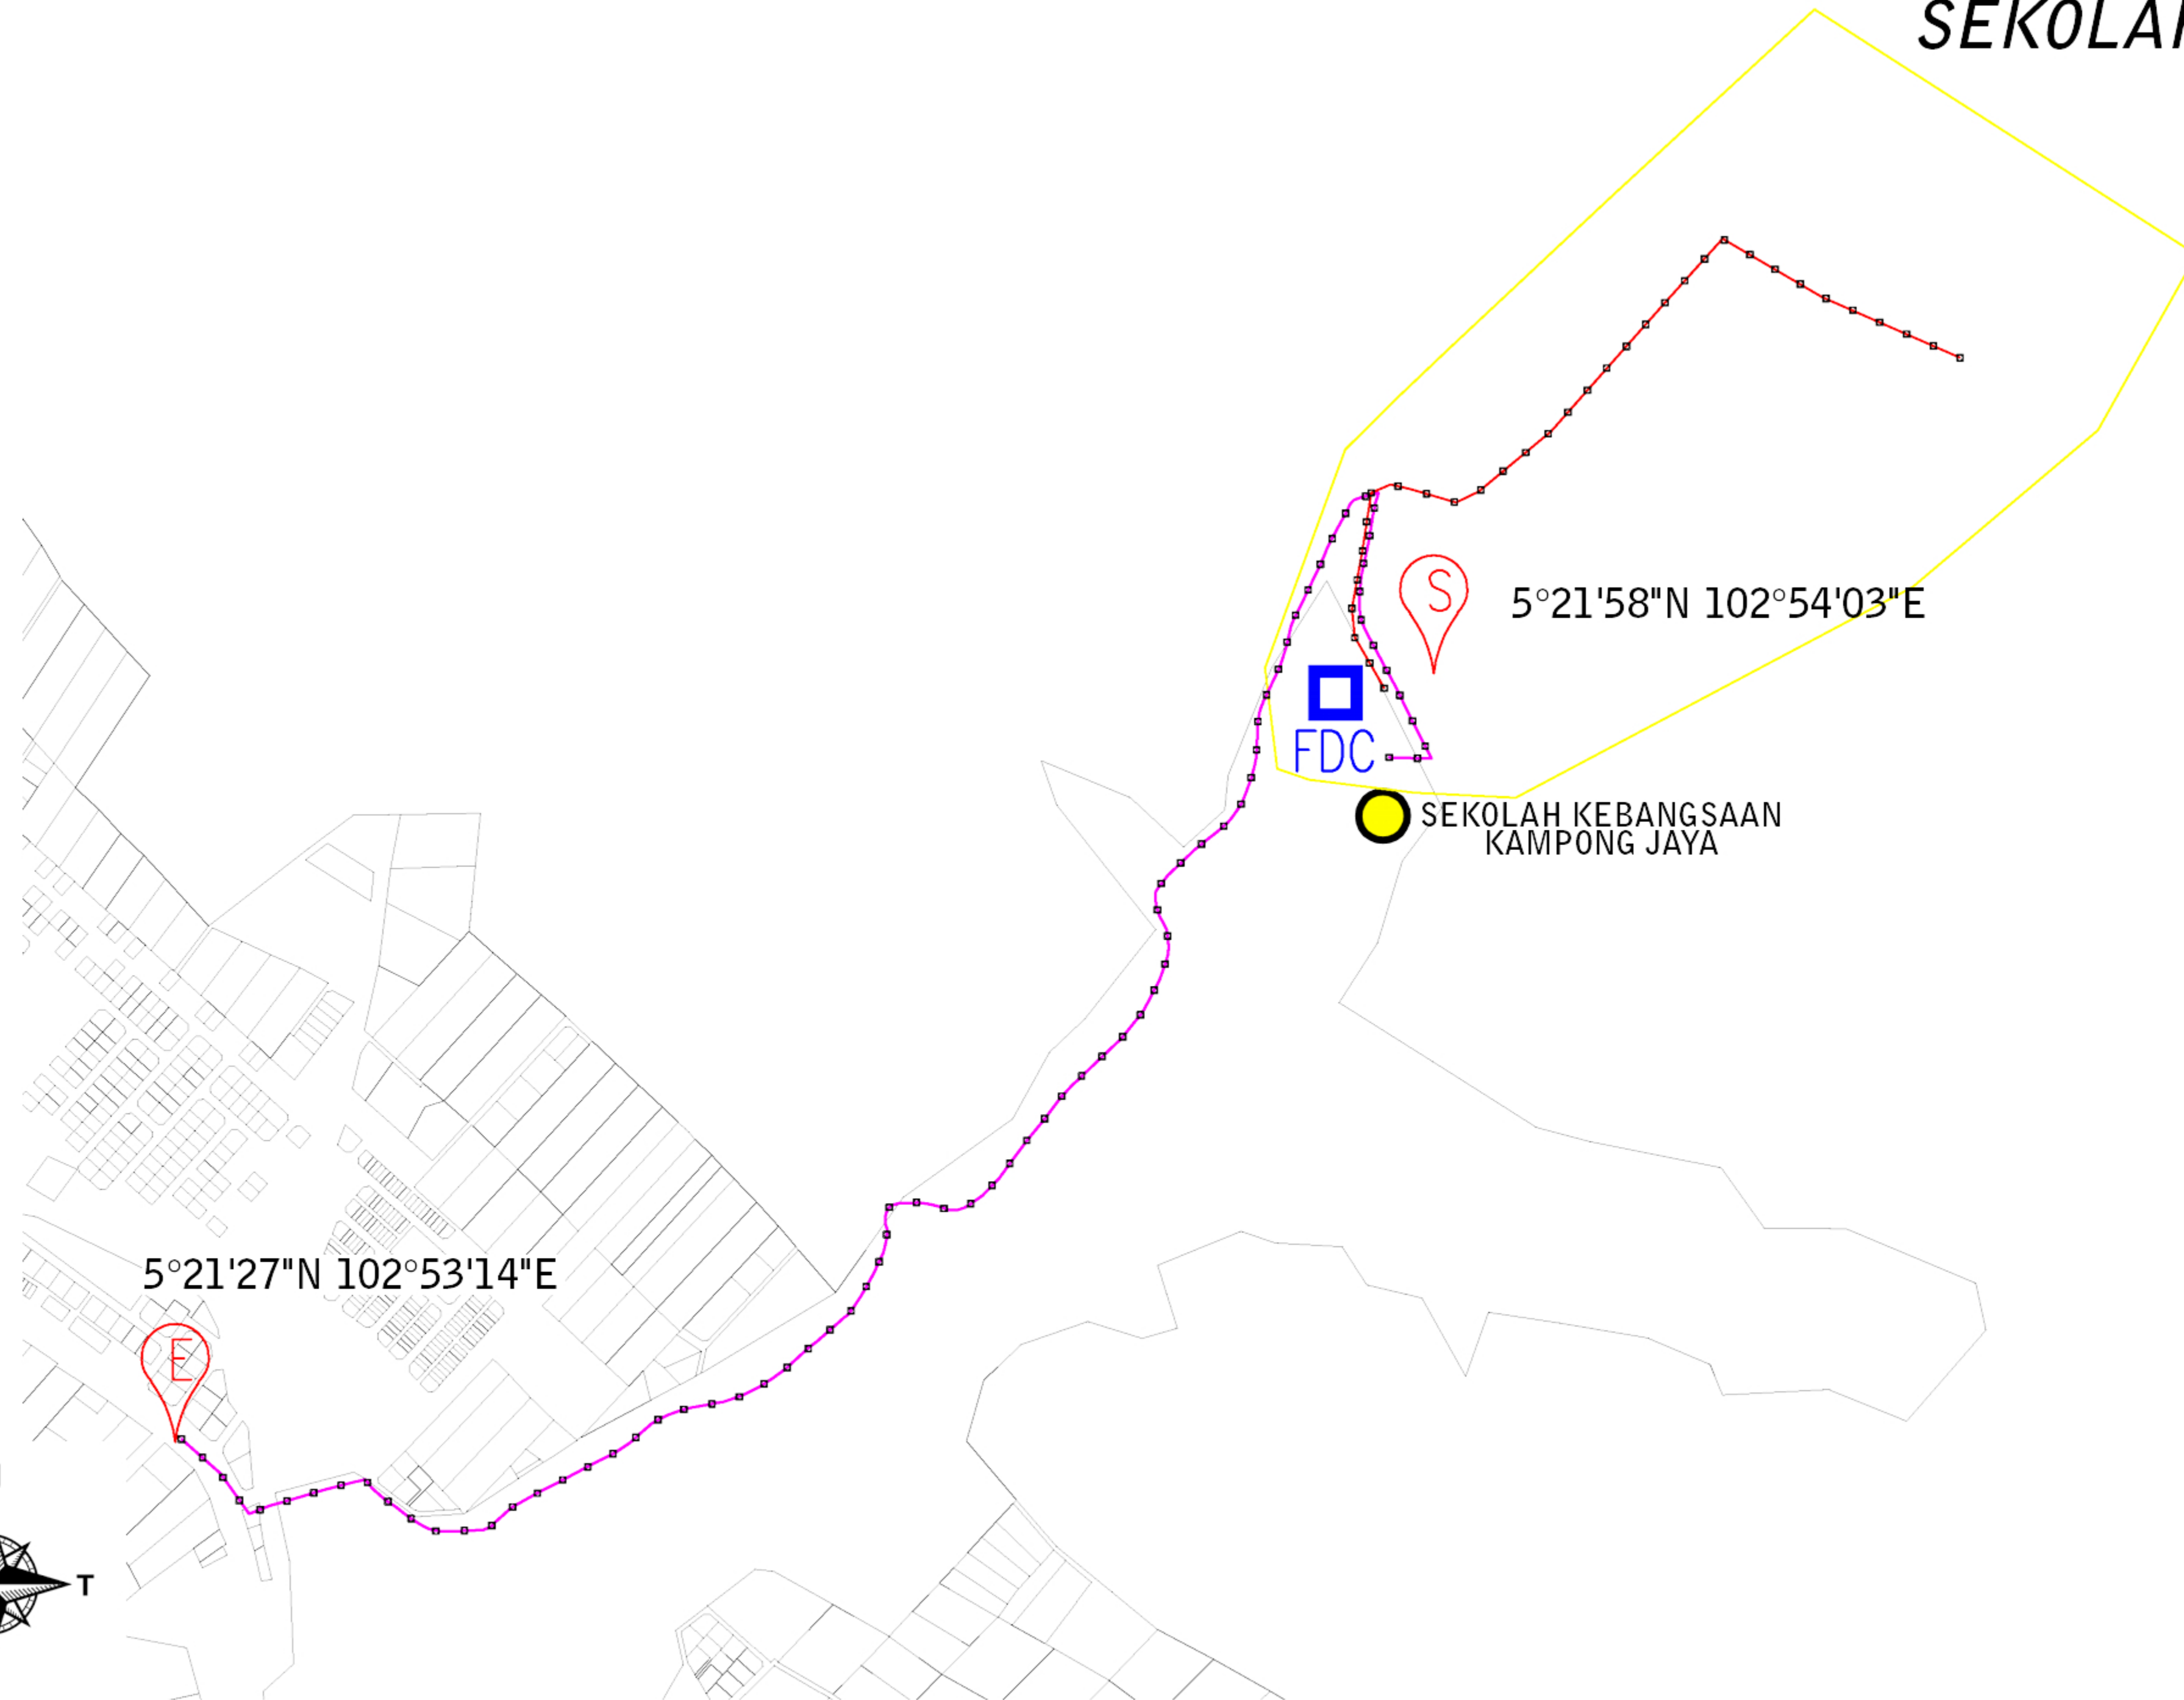 SEKOLA
S
5°21'58"N 102°54'03"E
FDC
SEKOLAH KEBANGSAAN
KAMPONG JAYA
5°21'27"N 102°53'14"E
E
T